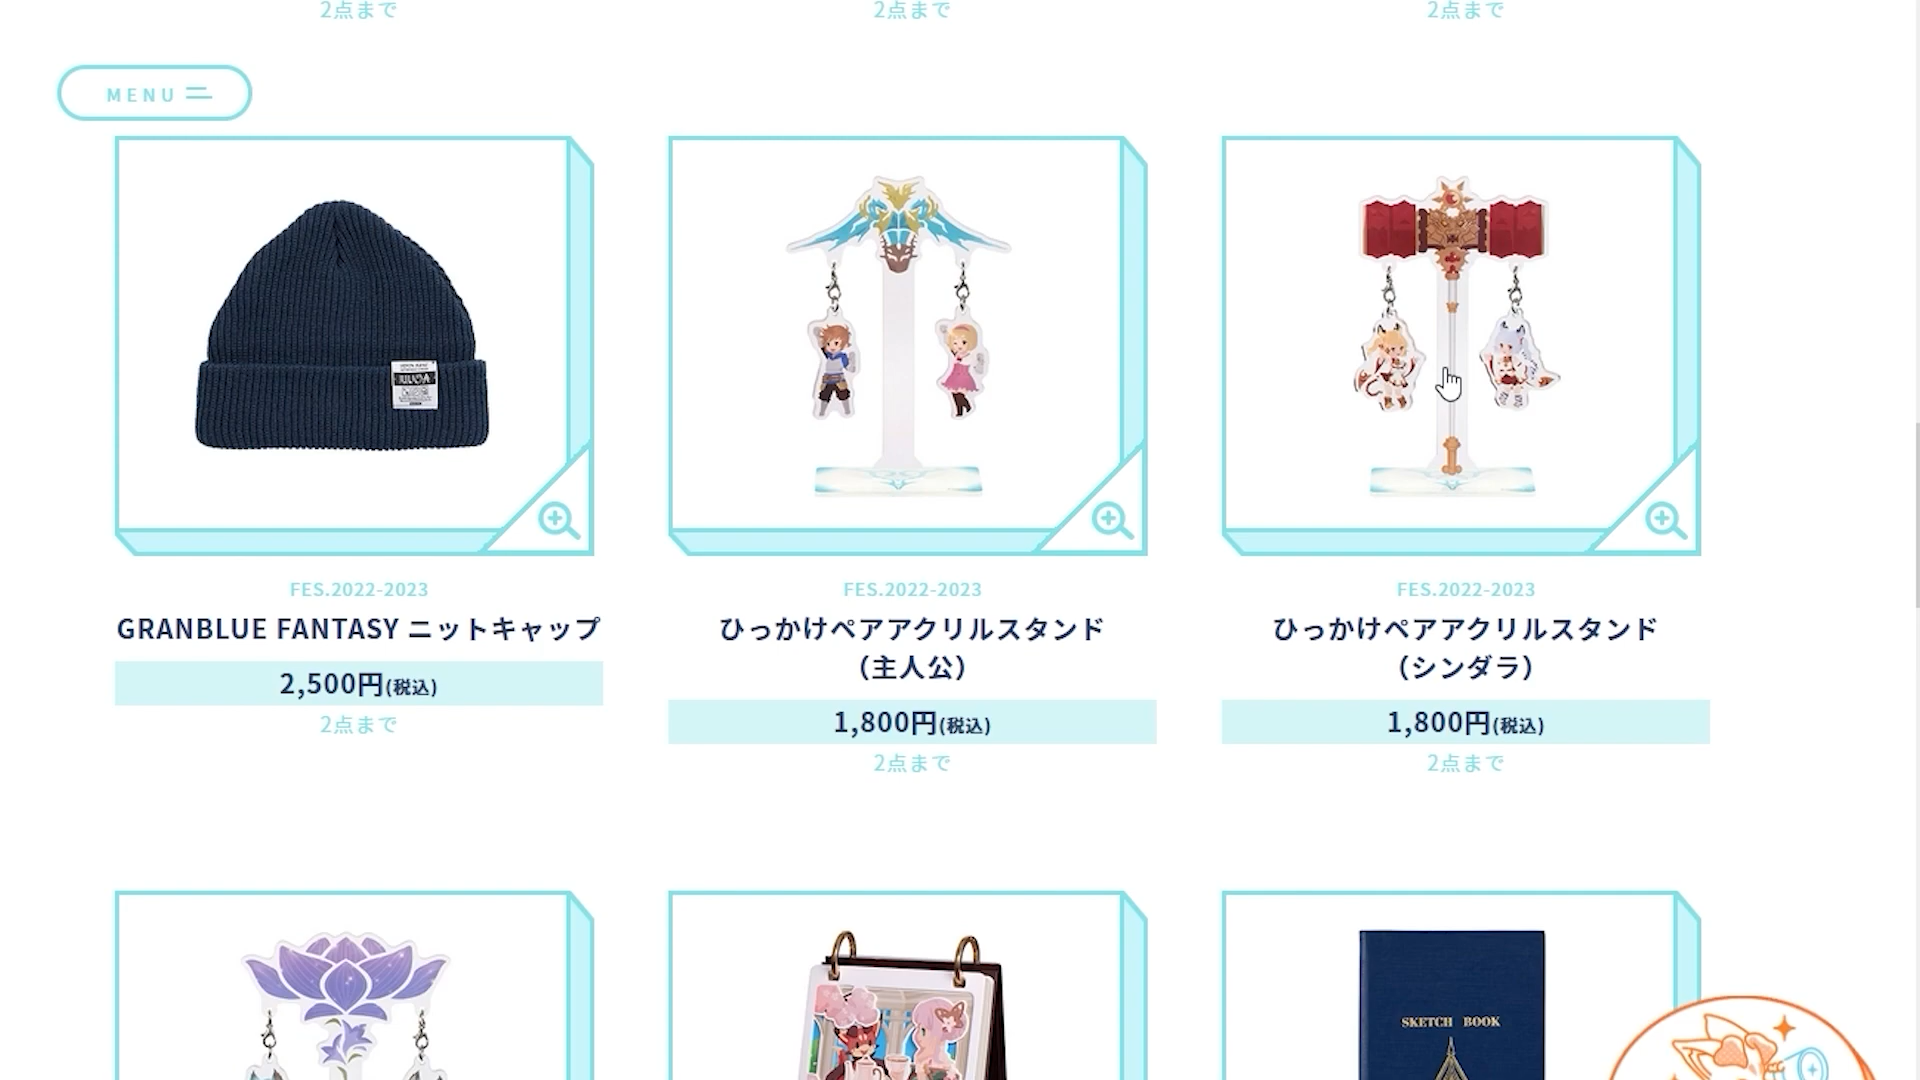 2点まで
2点まで
2点まで
MENU
FES.2022-2023
GRANBLUE FANTASY ニットキャップ
2,500円(税込)
2点まで
FES.2022-2023
ひっかけペアアクリルスタンド
(主人公)
1,800円(税込)
2点まで
FES.2022-2023
ひっかけペアアクリルスタンド
(シンダラ)
1,800円(税込)
2点まで
SKETCH BOOK